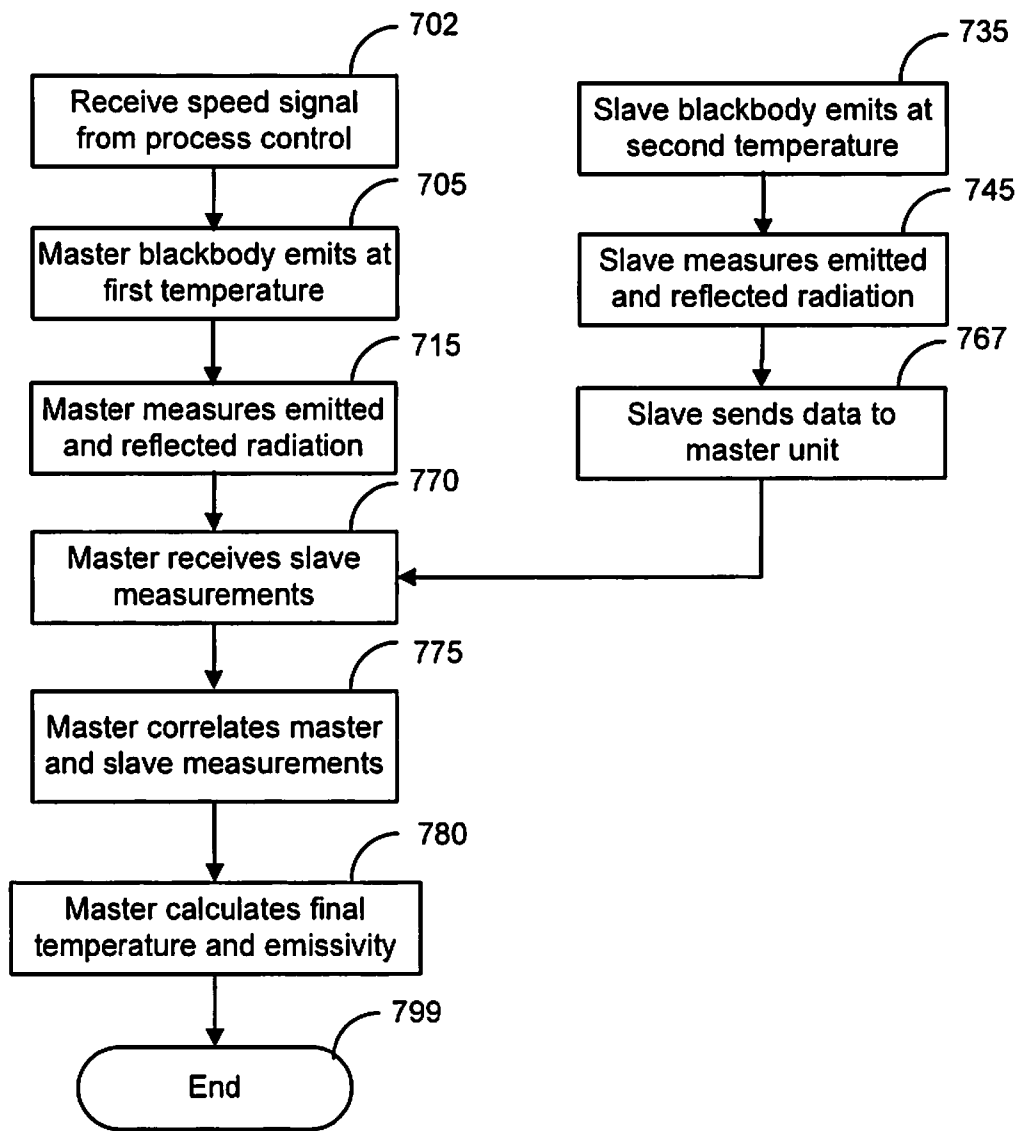 702
Receive speed signal
from process control
705
Master blackbody emits at
first temperature
715
Master measures emitted
and reflected radiation
770
Master receives slave
measurements
775
Master correlates master
and slave measurements
780
Master calculates final
temperature and emissivity
799
End
735
Slave blackbody emits at
second temperature
745
Slave measures emitted
and reflected radiation
767
Slave sends data to
master unit